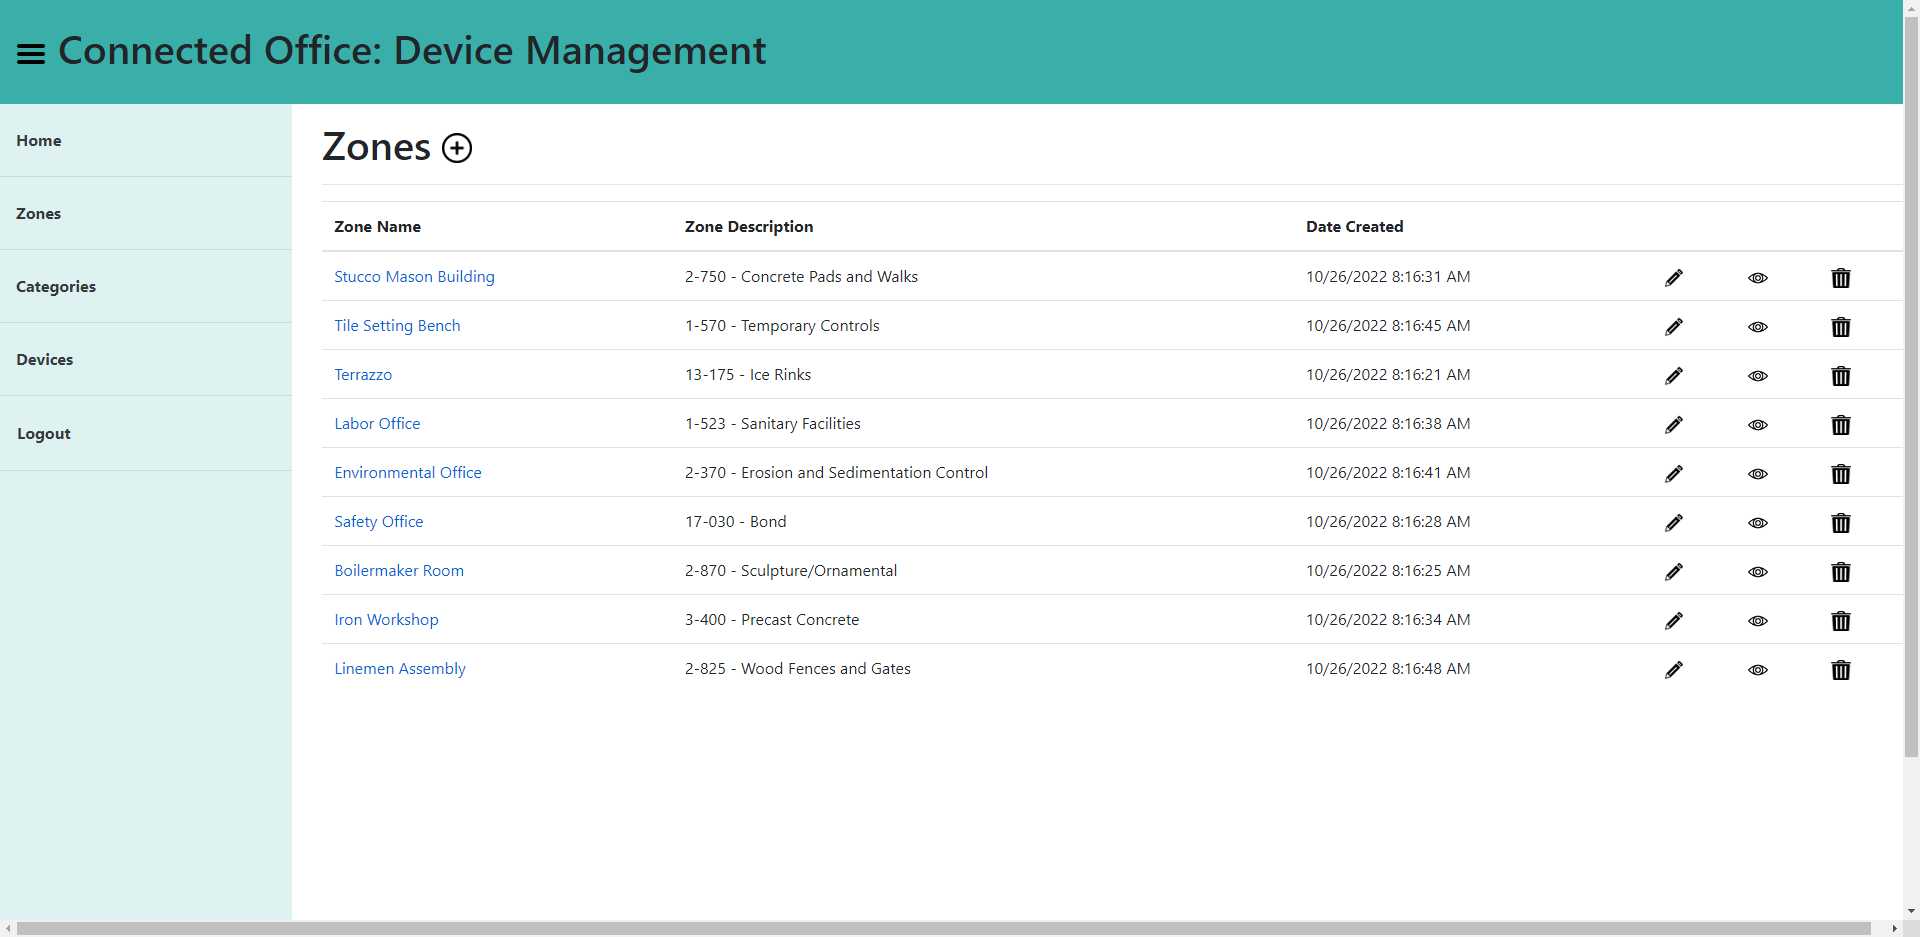 Connected Office: Device Management
Home
Zones
Categories
Devices
Logout
Zones
Zone Name Zone Description Date Created
Stucco Mason Building 2-750 - Concrete Pads and Walks 10/26/2022 8:16:31 AM
Tile Setting Bench 1-570 - Temporary Controls 10/26/2022 8:16:45 AM
Terrazzo 13-175 - Ice Rinks 10/26/2022 8:16:21 AM
Labor Office 1-523 - Sanitary Facilities 10/26/2022 8:16:38 AM
Environmental Office 2-370 - Erosion and Sedimentation Control 10/26/2022 8:16:41 AM
Safety Office 17-030 - Bond 10/26/2022 8:16:28 AM
Boilermaker Room 2-870 - Sculpture/Ornamental 10/26/2022 8:16:25 AM
Iron Workshop 3-400 - Precast Concrete 10/26/2022 8:16:34 AM
Linemen Assembly 2-825 - Wood Fences and Gates 10/26/2022 8:16:48 AM